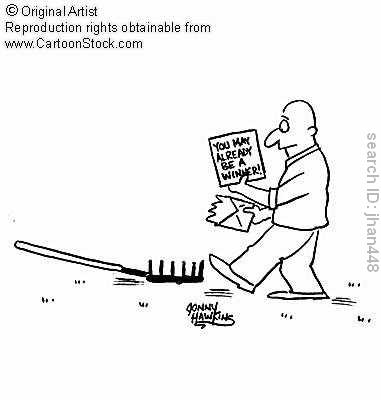 © Original Artist
Reproduction rights obtainable from
www.CartoonStock.com
YOU MAY
ALREADY
BE A
WINNER!
search ID: jhan448
JONNY
HAWKINS